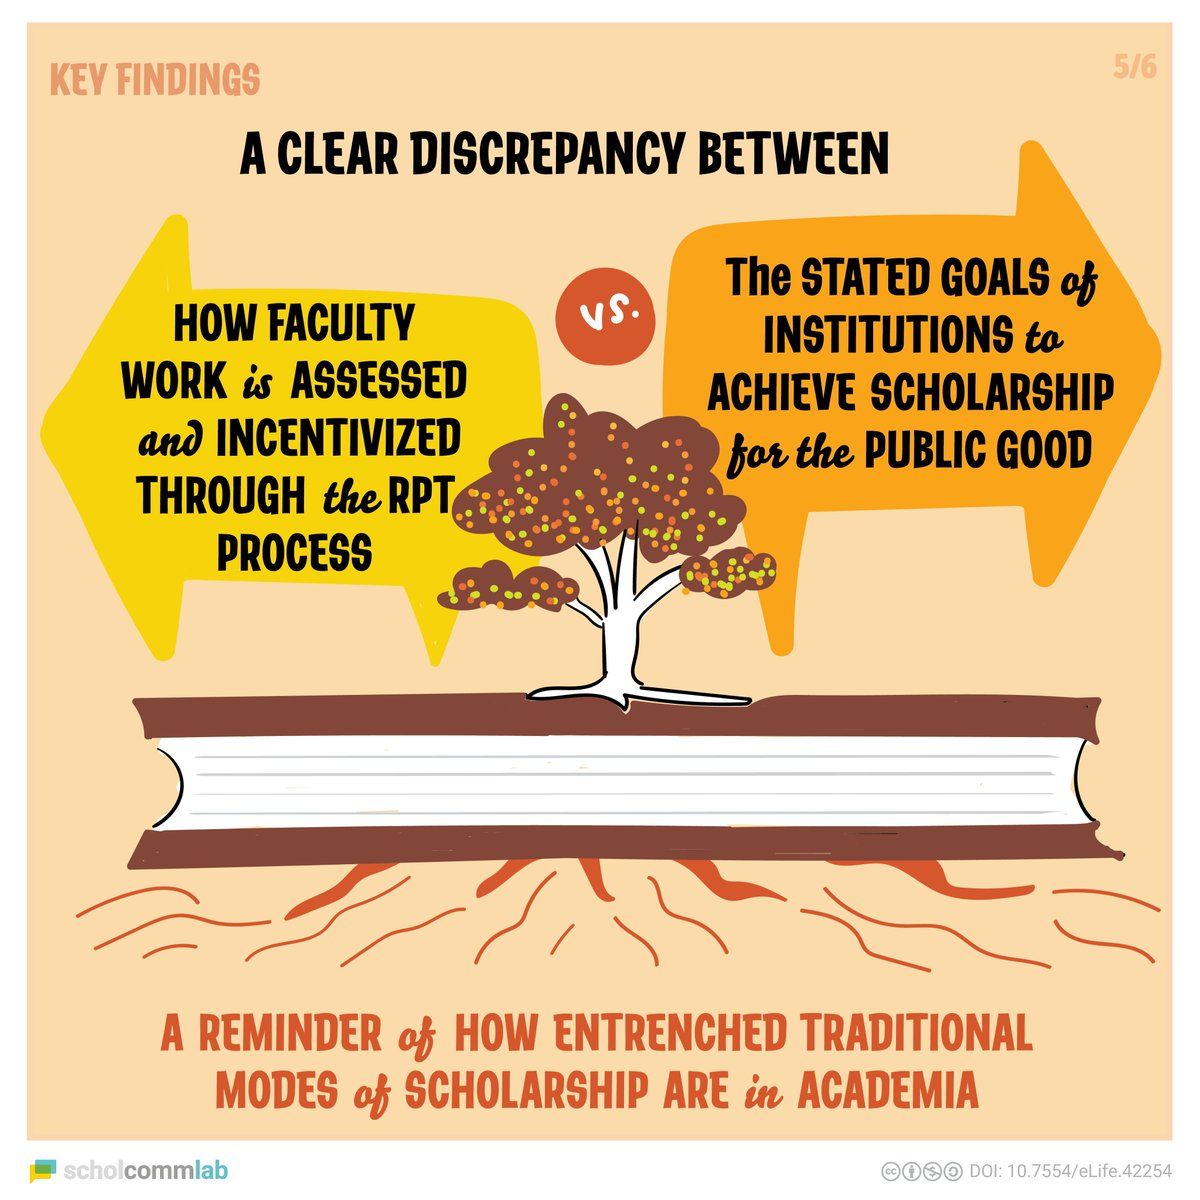 KEY FINDINGS
5/6
A CLEAR DISCREPANCY BETWEEN
HOW FACULTY
WORK is ASSESSED
and INCENTIVIZED
THROUGH the RPT
PROCESS
vs.
The STATED GOALS of
INSTITUTIONS to
ACHIEVE SCHOLARSHIP
for the PUBLIC GOOD
A REMINDER of HOW ENTRENCHED TRADITIONAL
MODES of SCHOLARSHIP ARE in ACADEMIA
scholcommlab
DOI: 10.7554/eLife.42254